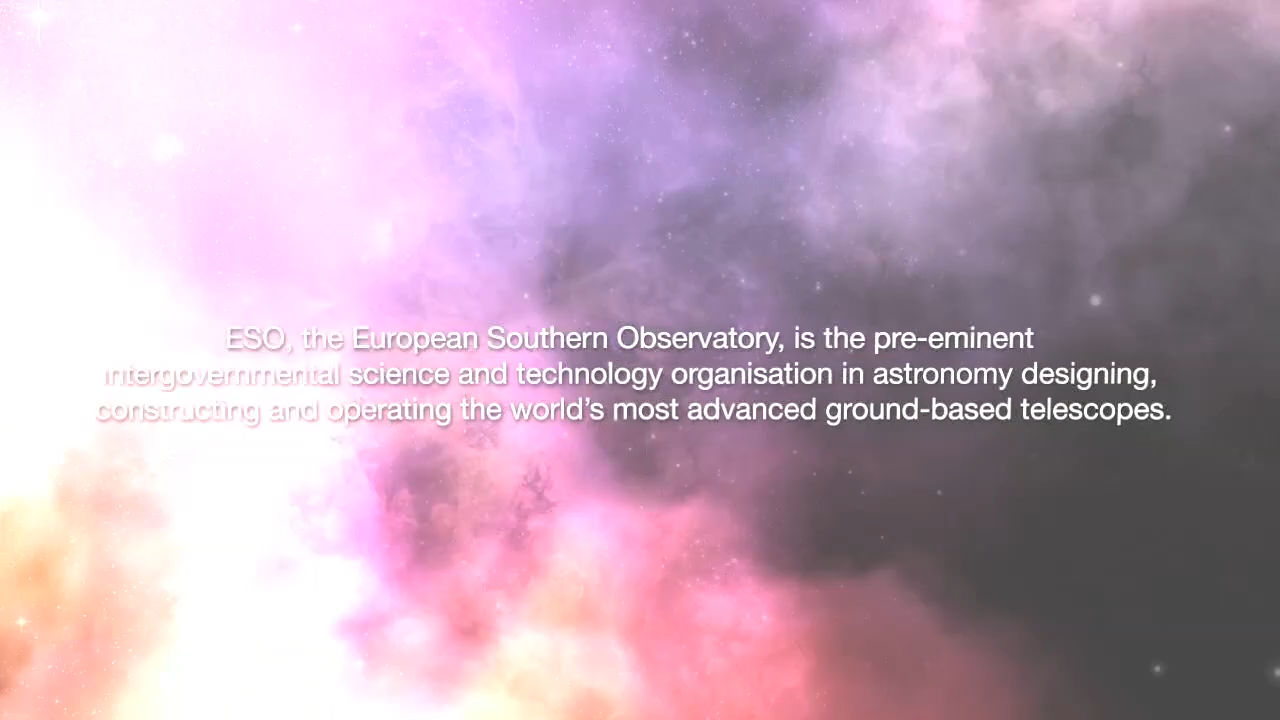 ESO, the European Southern Observatory, is the pre-eminent
intergovernmental science and technology organisation in astronomy designing,
constructing and operating the world’s most advanced ground-based telescopes.